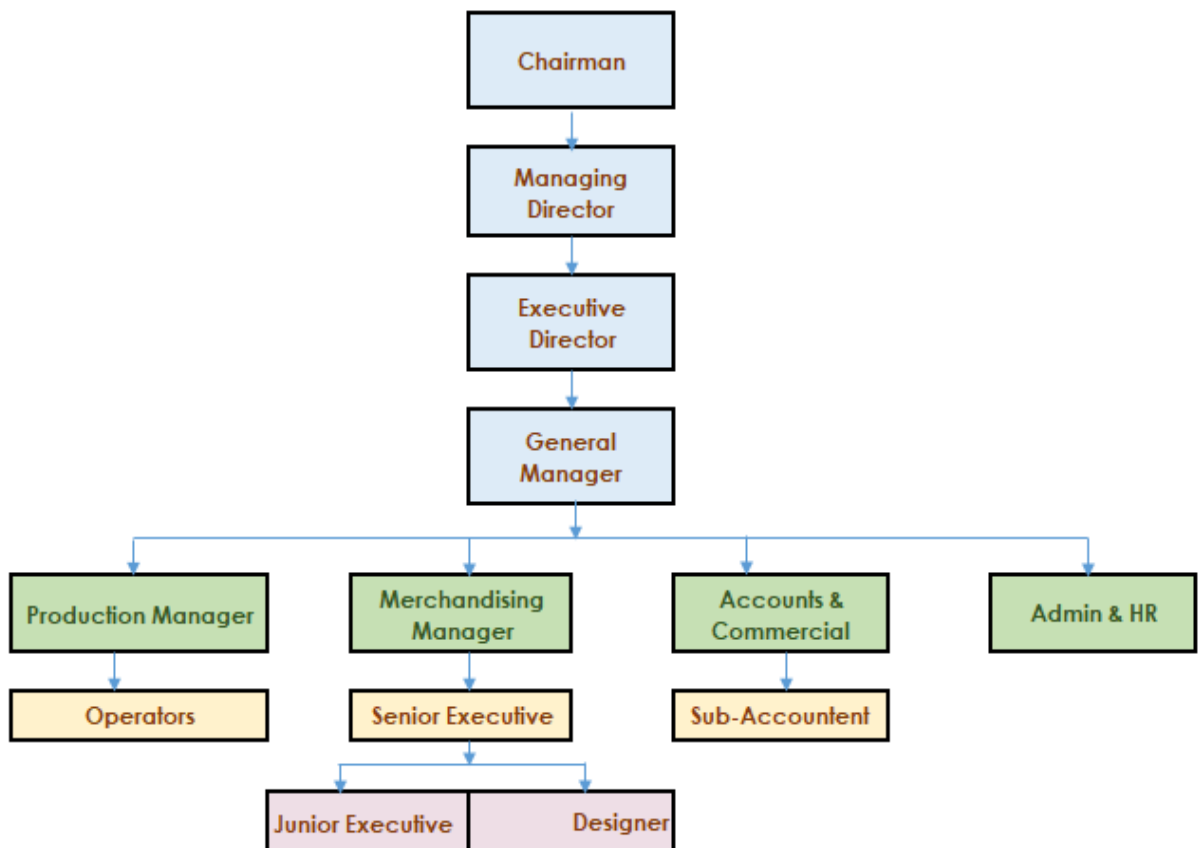 Chairman
Managing
Director
Executive
Director
General
Manager
Production Manager
Merchandising
Manager
Accounts &
Commercial
Admin & HR
Operators
Senior Executive
Sub-Accountent
Junior Executive
Designer